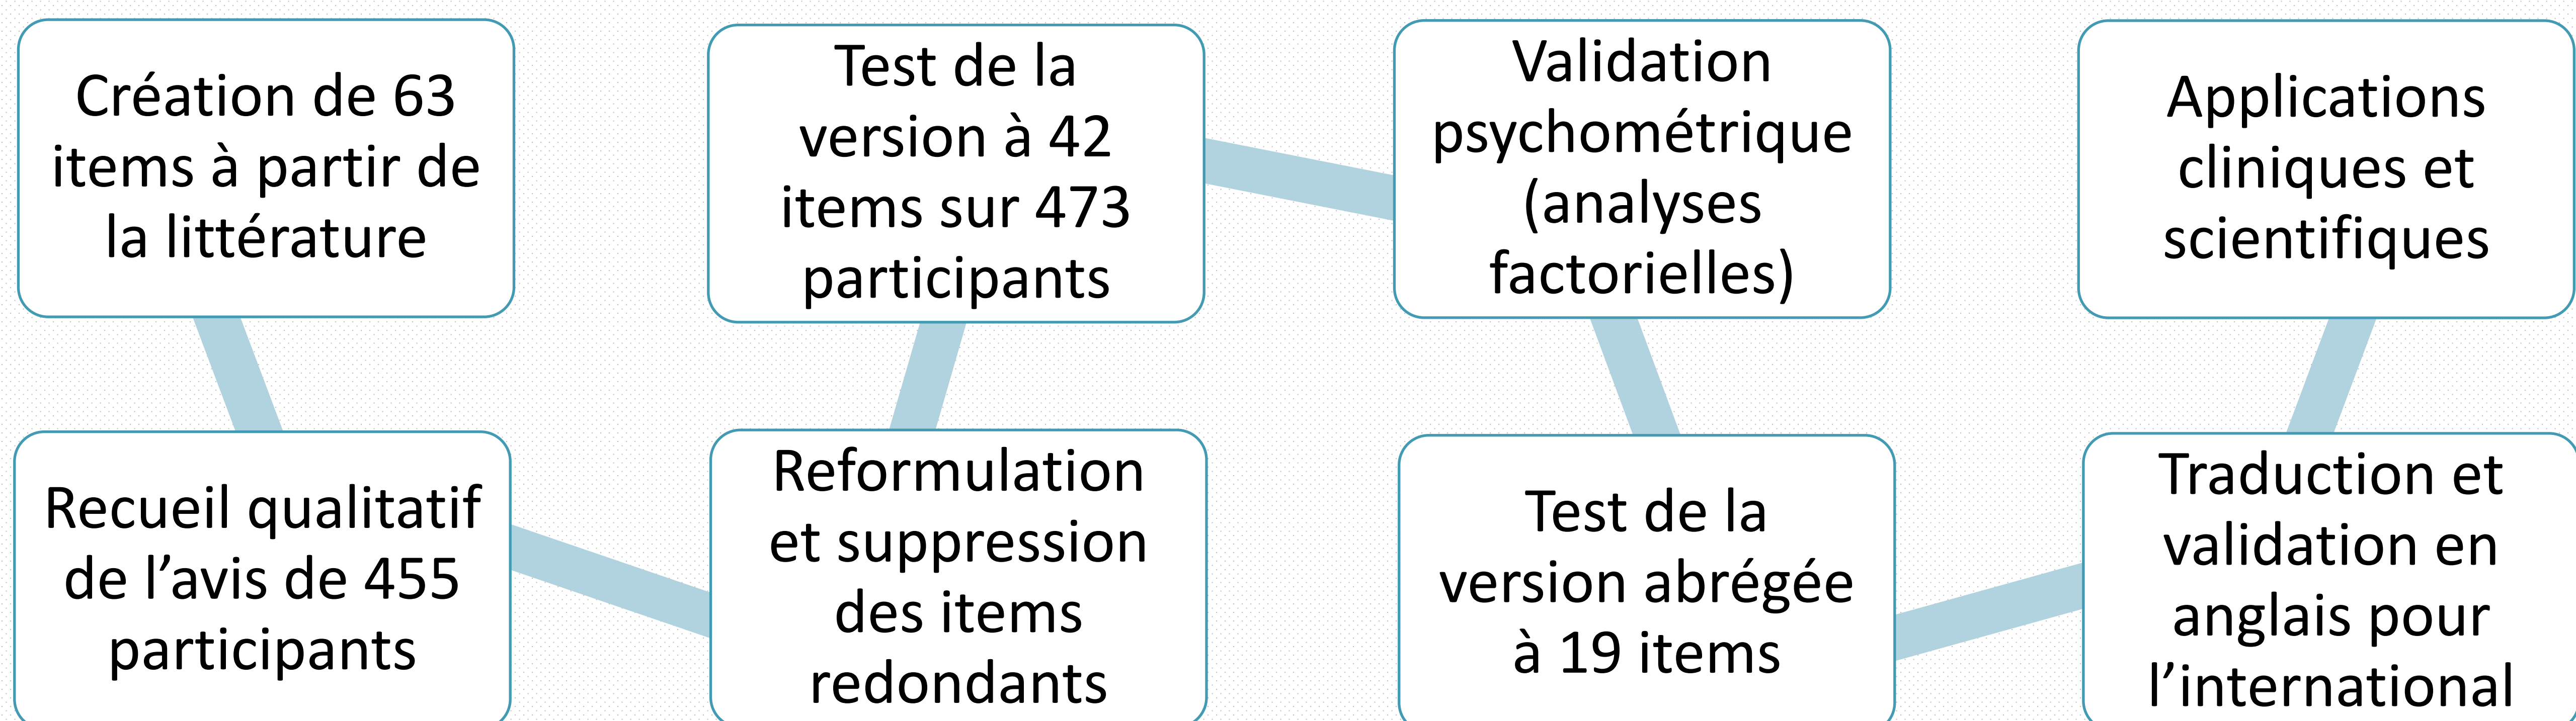 Création de 63
items à partir de
la littérature
Recueil qualitatif
de l’avis de 455
participants
Reformulation
et suppression
des items
redondants
Test de la
version à 42
items sur 473
participants
Validation
psychométrique
(analyses
factorielles)
Test de la
version abrégée
à 19 items
Traduction et
validation en
anglais pour
l’international
Applications
cliniques et
scientifiques